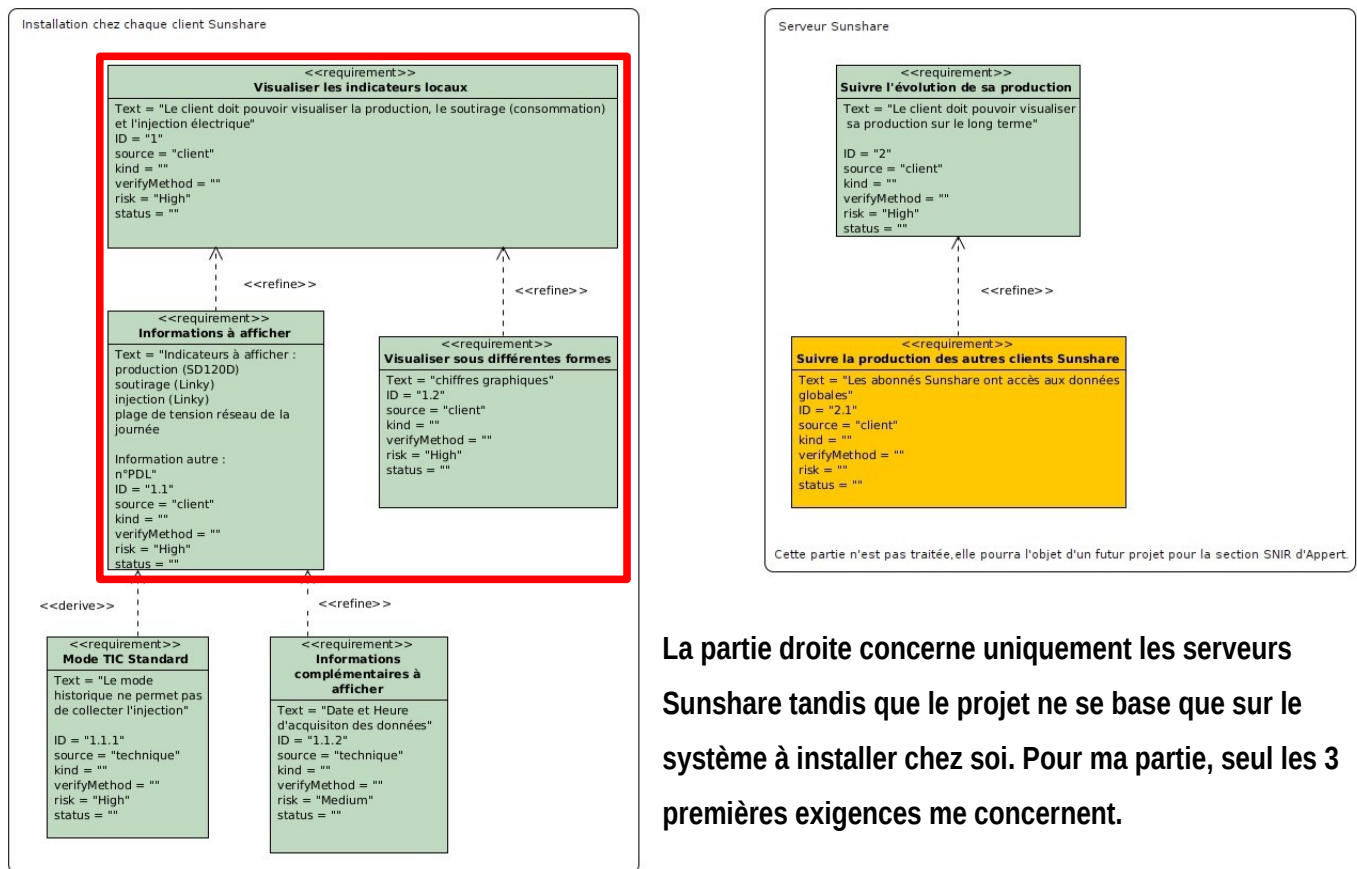 Installation chez chaque client Sunshare
<<requirement>>
Visualiser les indicateurs locaux
Text = "Le client doit pouvoir visualiser la production, le soutirage (consommation)
et l'injection électrique"
ID = "1"
source = "client"
kind = ""
verifyMethod = ""
risk = "High"
status = ""
<<refine>>
<<refine>>
<<requirement>>
Informations à afficher
Text = "Indicateurs à afficher :
production (SD120D)
soutirage (Linky)
injection (Linky)
plage de tension réseau de la
journée
Information autre :
n°PDL"
ID = "1.1"
source = "client"
kind = ""
verifyMethod = ""
risk = "High"
status = ""
<<requirement>>
Visualiser sous différentes formes
Text = "chiffres graphiques"
ID = "1.2"
source = "client"
kind = ""
verifyMethod = ""
risk = "High"
status = ""
<<derive>>
<<refine>>
<<requirement>>
Mode TIC Standard
Text = "Le mode
historique ne permet pas
de collecter l'injection"
ID = "1.1.1"
source = "technique"
kind = ""
verifyMethod = ""
risk = "High"
status = ""
<<requirement>>
Informations
complémentaires à
afficher
Text = "Date et Heure
d'acquisiton des données"
ID = "1.1.2"
source = "technique"
kind = ""
verifyMethod = ""
risk = "Medium"
status = ""
Serveur Sunshare
<<requirement>>
Suivre l'évolution de sa production
Text = "Le client doit pouvoir visualiser
sa production sur le long terme"
ID = "2"
source = "client"
kind = ""
verifyMethod = ""
risk = "High"
status = ""
<<refine>>
<<requirement>>
Suivre la production des autres clients Sunshare
Text = "Les abonnés Sunshare ont accès aux données
globales"
ID = "2.1"
source = "client"
kind = ""
verifyMethod = ""
risk = ""
status = ""
Cette partie n'est pas traitée,elle pourra l'objet d'un futur projet pour la section SNIR d'Appert.
La partie droite concerne uniquement les serveurs
Sunshare tandis que le projet ne se base que sur le
système à installer chez soi. Pour ma partie, seul les 3
premières exigences me concernent.